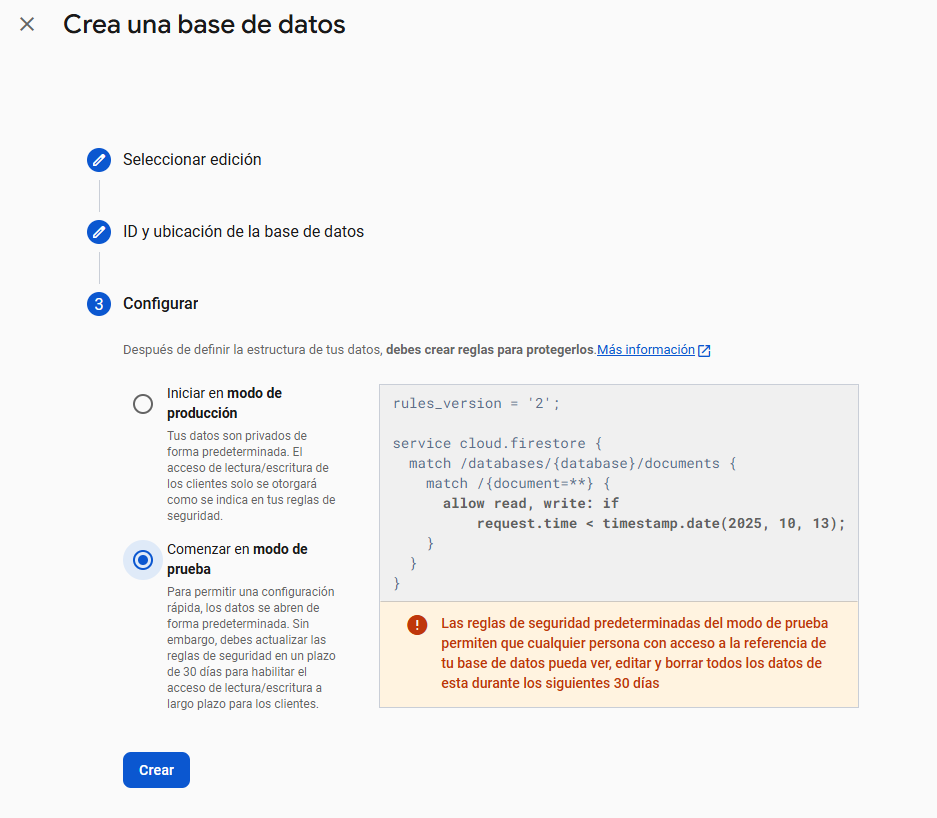 Crea una base de datos
Seleccionar edición
ID y ubicación de la base de datos
3 Configurar
Después de definir la estructura de tus datos, debes crear reglas para protegerlos.Más información
Iniciar en modo de
producción
Tus datos son privados de
forma predeterminada. El
acceso de lectura/escritura de
los clientes solo se otorgará
como se indica en tus reglas de
seguridad.
Comenzar en modo de
prueba
Para permitir una configuración
rápida, los datos se abren de
forma predeterminada. Sin
embargo, debes actualizar las
reglas de seguridad en un plazo
de 30 días para habilitar el
acceso de lectura/escritura a
largo plazo para los clientes.
rules_version = '2';
service cloud.firestore {
match /databases/{database}/documents {
match /{document=**} {
allow read, write: if
request.time < timestamp.date(2025, 10, 13);
}
}
}
Las reglas de seguridad predeterminadas del modo de prueba
permiten que cualquier persona con acceso a la referencia de
tu base de datos pueda ver, editar y borrar todos los datos de
esta durante los siguientes 30 días
Crear